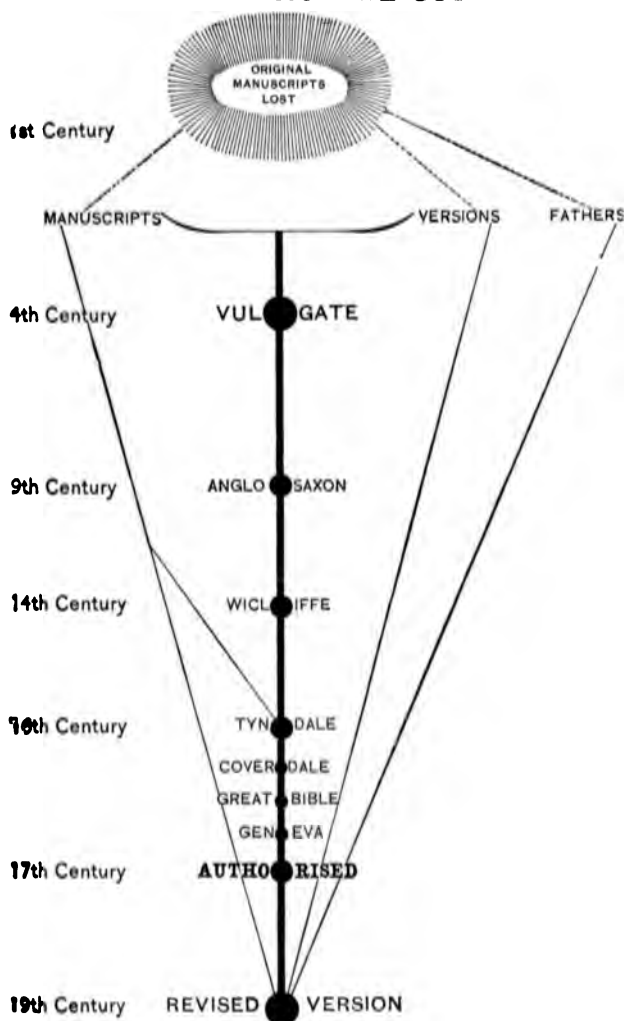 ORIGINAL
MANUSCRIPTS
LOST
1st Century
MANUSCRIPTS VERSIONS FATHERS
4th Century VULGATE
9th Century ANGLO SAXON
14th Century WICLIFFE
16th Century TYNDALE
COVERDALE
GREAT BIBLE
GENEVA
17th Century AUTHORISED
19th Century REVISED VERSION